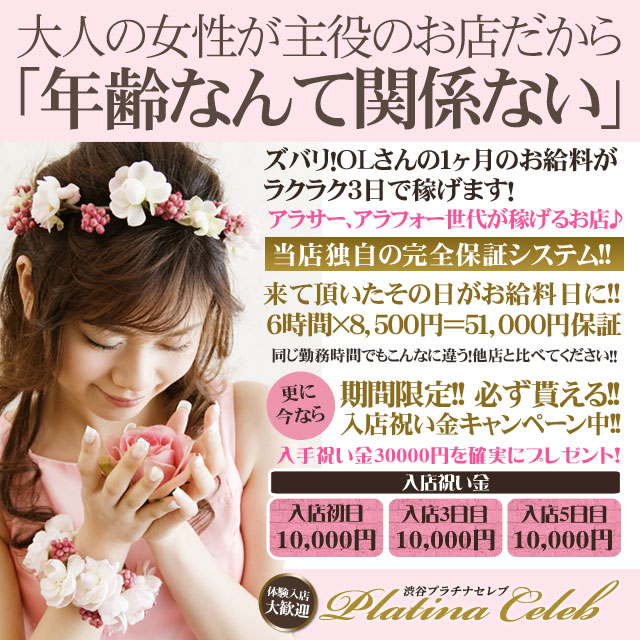 大人の女性が主役のお店だから
「年齢なんて関係ない」
ズバリ!OLさんの1ヶ月のお給料が
ラクラク3日で稼げます!
アラサー、アラフォー世代が稼げるお店♪
当店独自の完全保証システム!!
来て頂いたその日がお給料日に!!
6時間×8,500円=51,000円保証
同じ勤務時間でもこんなに違う!他店と比べてください!!
更に
今なら
期間限定!! 必ず貰える!!
入店祝い金キャンペーン中!!
入手祝い金30000円を確実にプレゼント!
入店祝い金
入店初日
10,000円
入店3日目
10,000円
入店5日目
10,000円
体験入店
大歓迎
渋谷プラチナセレブ
Platina Celeb